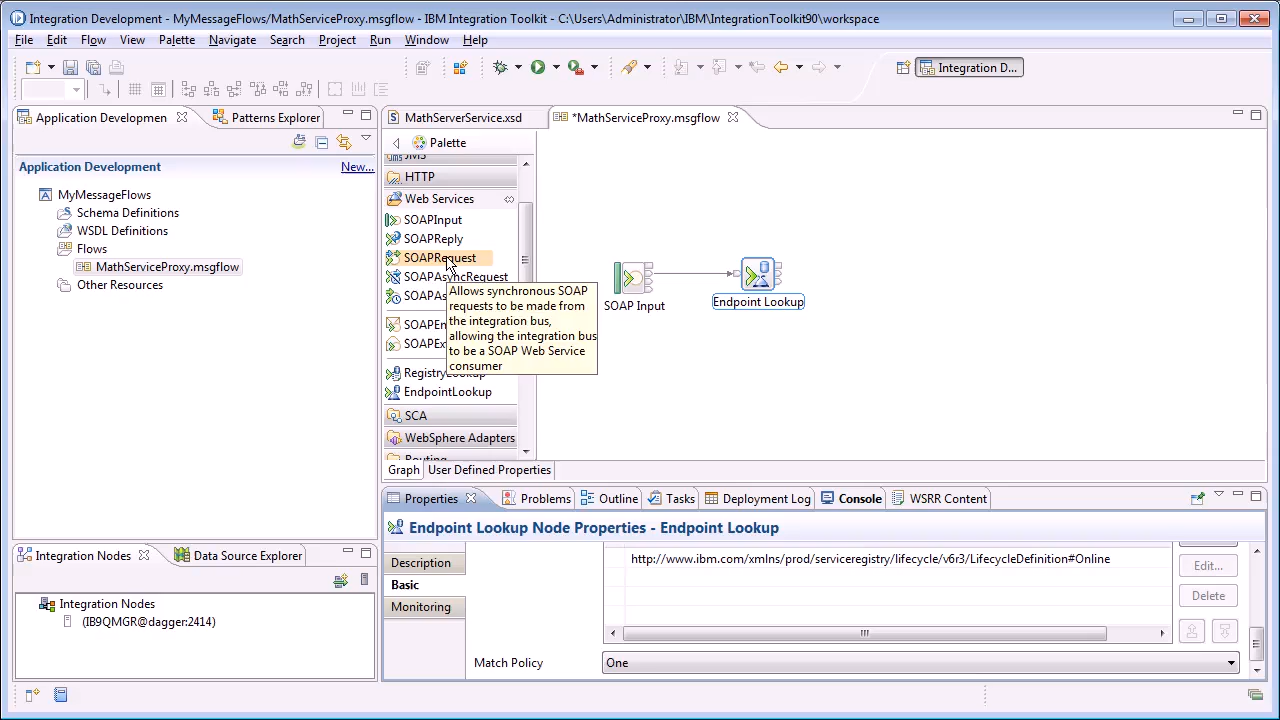 Integration Development - MyMessageFlows/MathServiceProxy.msgflow - IBM Integration Toolkit - C:\Users\Administrator\IBM\IntegrationToolkit90\workspace
File Edit Flow View Palette Navigate Search Project Run Window Help
Integration D...
Application Developmen
Patterns Explorer
Application Development
New...
MyMessageFlows
Schema Definitions
WSDL Definitions
Flows
MathServiceProxy.msgflow
Other Resources
Integration Nodes
Data Source Explorer
Integration Nodes
(IB9QMGR@dagger:2414)
MathServerService.xsd
*MathServiceProxy.msgflow
Palette
JMS
HTTP
Web Services
SOAPInput
SOAPReply
SOAPRequest
SOAPAsyncRequest
SOAPAs
SOAPEn
SOAPEx
RegistryLookup
EndpointLookup
SCA
WebSphere Adapters
Routing
Allows synchronous SOAP
requests to be made from
the integration bus,
allowing the integration bus
to be a SOAP Web Service
consumer
SOAP Input
Endpoint Lookup
Graph
User Defined Properties
Properties
Problems
Outline
Tasks
Deployment Log
Console
WSRR Content
Endpoint Lookup Node Properties - Endpoint Lookup
Description
Basic
Monitoring
http://www.ibm.com/xmlns/prod/serviceregistry/lifecycle/v6r3/LifecycleDefinition#Online
Edit...
Delete
Match Policy
One